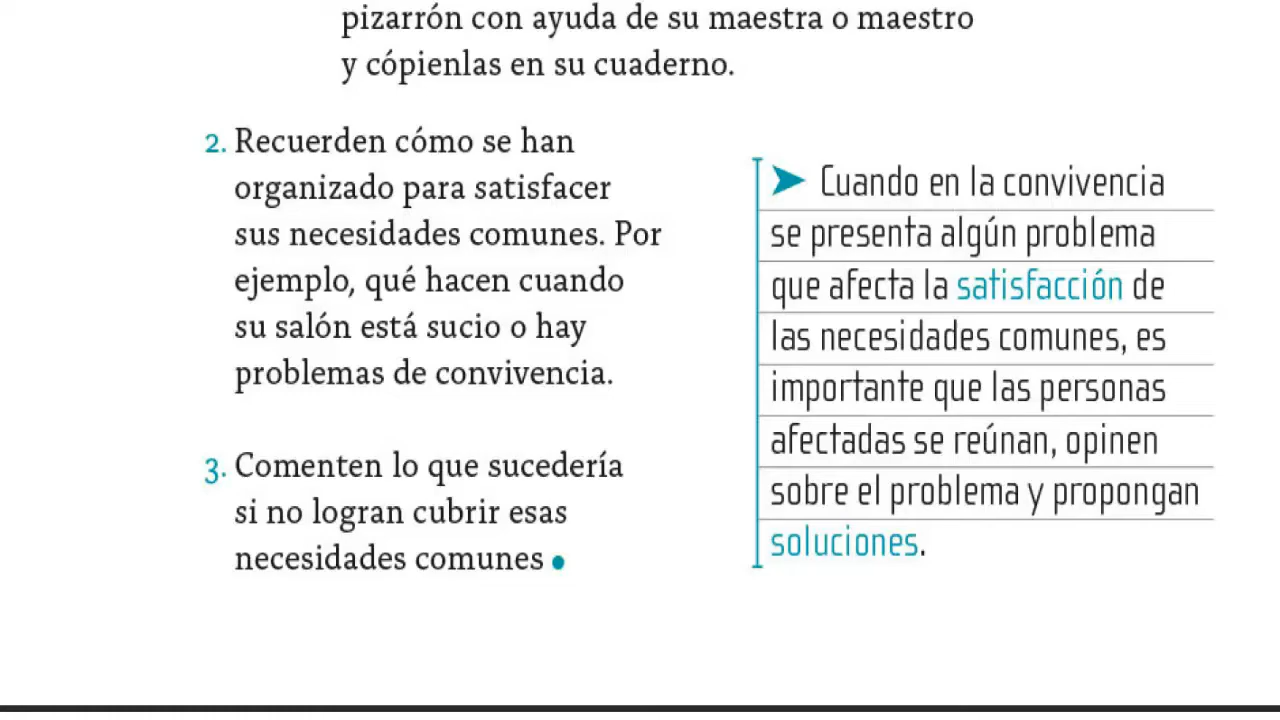 pizarrón con ayuda de su maestra o maestro
y cópienlas en su cuaderno.
2. Recuerden cómo se han
organizado para satisfacer
sus necesidades comunes. Por
ejemplo, qué hacen cuando
su salón está sucio o hay
problemas de convivencia.
3. Comenten lo que sucedería
si no logran cubrir esas
necesidades comunes
Cuando en la convivencia
se presenta algún problema
que afecta la satisfacción de
las necesidades comunes, es
importante que las personas
afectadas se reúnan, opinen
sobre el problema y propongan
soluciones.